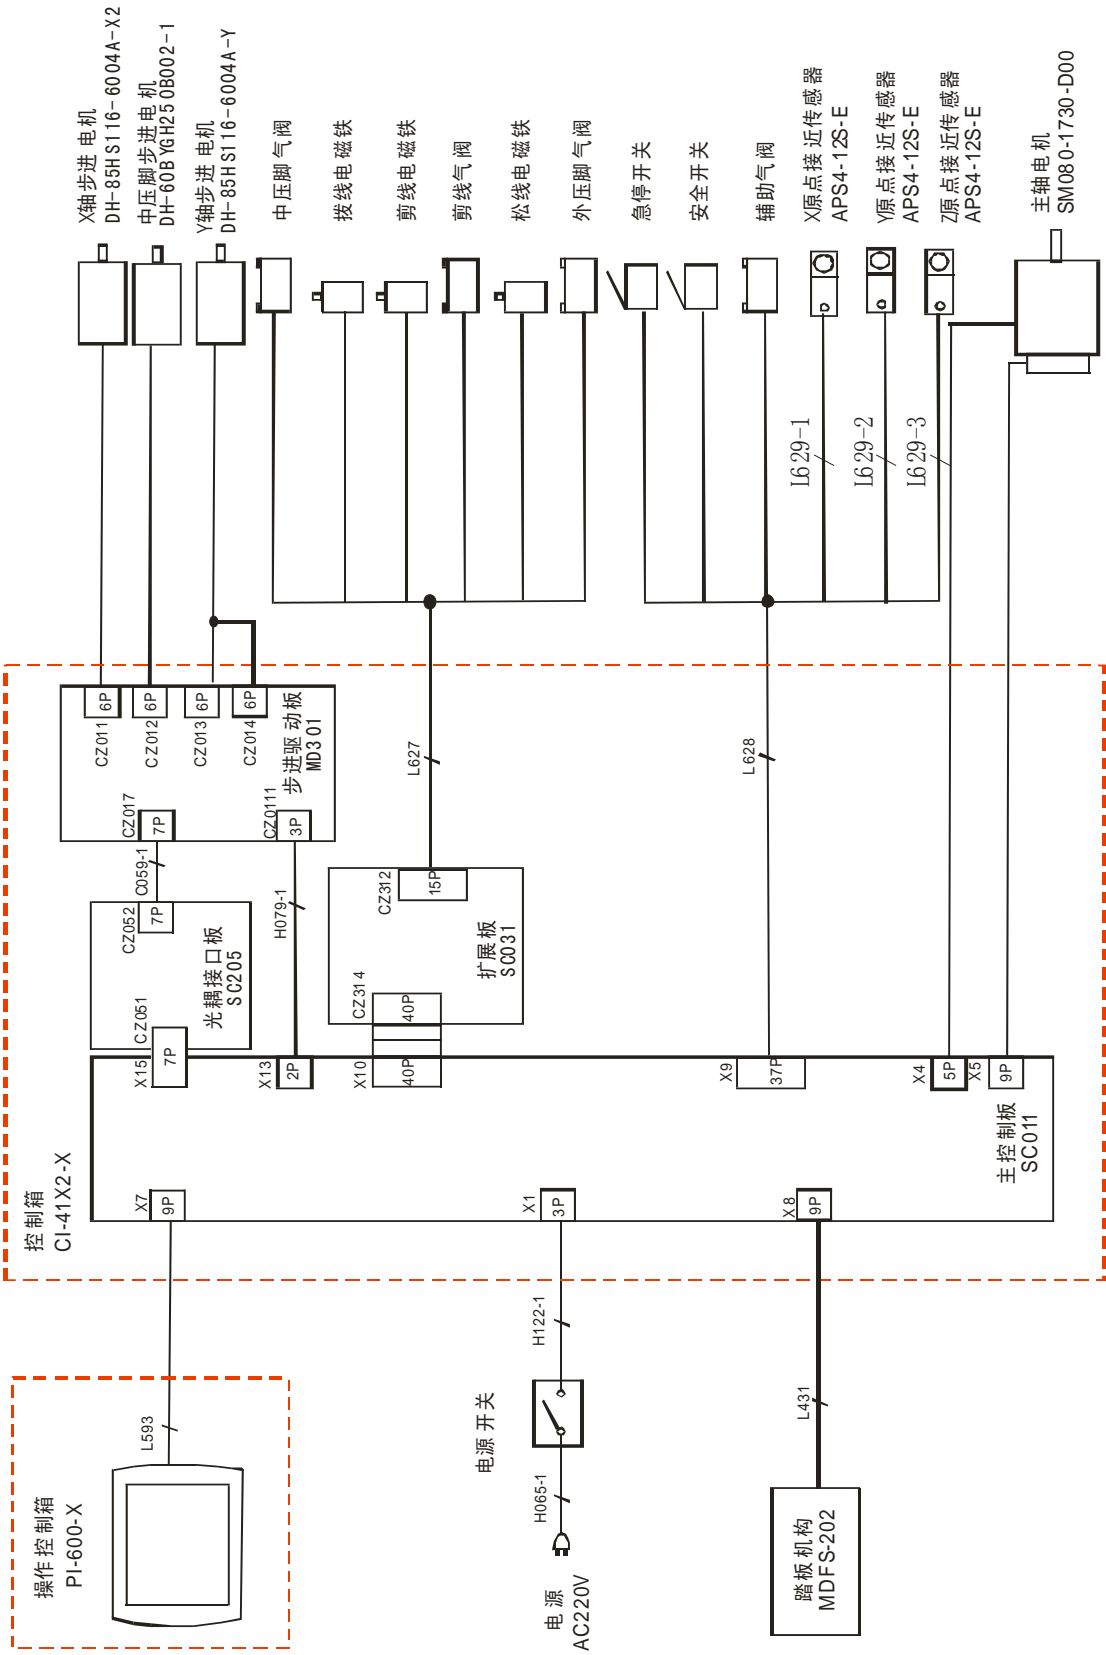 X轴步进电机
DH-85HS116-6004A-X2
中压脚步进电机
DH-60BYGH250B002-1
Y轴步进电机
DH-85HS116-6004A-Y
中压脚气阀
拨线电磁铁
剪线电磁铁
剪线气阀
松线电磁铁
外压脚气阀
急停开关
安全开关
辅助气阀
X原点接近传感器
APS4-12S-E
Y原点接近传感器
APS4-12S-E
Z原点接近传感器
APS4-12S-E
主轴电机
SM080-1730-D00
L629-1
L629-2
L629-3
6P
6P
6P
6P
CZ011
CZ012
CZ013
CZ014
步进驱动板
MD301
CZ017
7P
CZ0111
3P
L627
L628
C059-1
H079-1
CZ052
7P
光耦接口板
SC205
CZ051
7P
CZ312
15P
扩展板
SC031
CZ314
40P
X15
X13
2P
X10
40P
X9
37P
X4
5P
X5
9P
主控制板
SC011
控制箱
CI-41X2-X
X7
9P
X1
3P
X8
9P
L593
H122-1
L431
操作控制箱
PI-600-X
电源开关
H065-1
电源
AC220V
踏板机构
MDFS-202